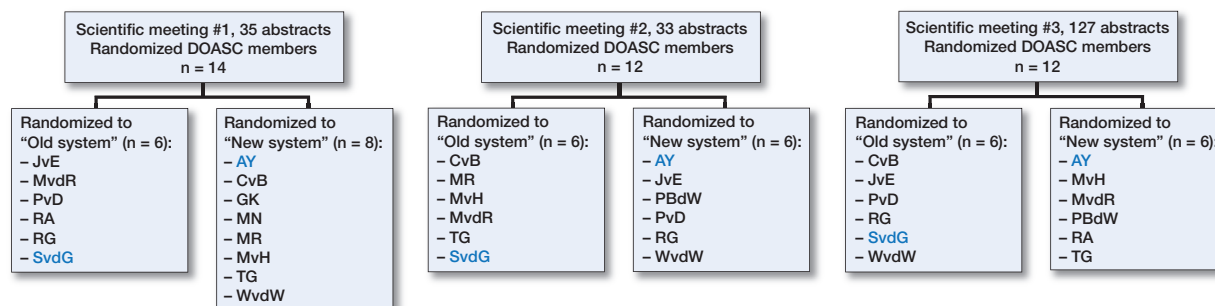 Scientific meeting #1, 35 abstracts
Randomized DOASC members
n = 14
Randomized to
“Old system” (n = 6):
– JvE
– MvdR
– PvD
– RA
– RG
– SvdG
Randomized to
“New system” (n = 8):
– AY
– CvB
– GK
– MN
– MR
– MvH
– TG
– WvdW
Scientific meeting #2, 33 abstracts
Randomized DOASC members
n = 12
Randomized to
“Old system” (n = 6):
– CvB
– MR
– MvH
– MvdR
– TG
– SvdG
Randomized to
“New system” (n = 6):
– AY
– JvE
– PBdW
– PvD
– RG
– WvdW
Scientific meeting #3, 127 abstracts
Randomized DOASC members
n = 12
Randomized to
“Old system” (n = 6):
– CvB
– JvE
– PvD
– RG
– SvdG
– WvdW
Randomized to
“New system” (n = 6):
– AY
– MvH
– MvdR
– PBdW
– RA
– TG